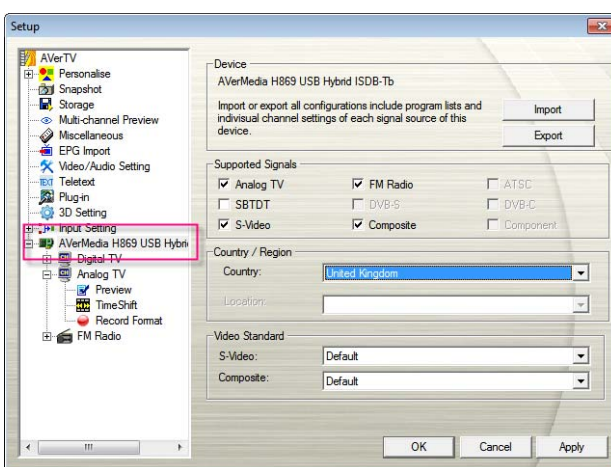 Setup
AVerTV
Personalise
Snapshot
Storage
Multi-channel Preview
Miscellaneous
EPG Import
Video/Audio Setting
TEXT Teletext
Plug-in
3D Setting
Input Setting
AVerMedia H869 USB Hybri
Digital TV
Analog TV
Preview
TimeShift
Record Format
FM Radio
Device
AVerMedia H869 USB Hybrid ISDB-Tb
Import or export all configurations include program lists and
indivisual channel settings of each signal source of this
device.
Import
Export
Supported Signals
Analog TV FM Radio ATSC
SBTDT DVB-S DVB-C
S-Video Composite Component
Country / Region
Country: United Kingdom
Location:
Video Standard
S-Video: Default
Composite: Default
OK Cancel Apply